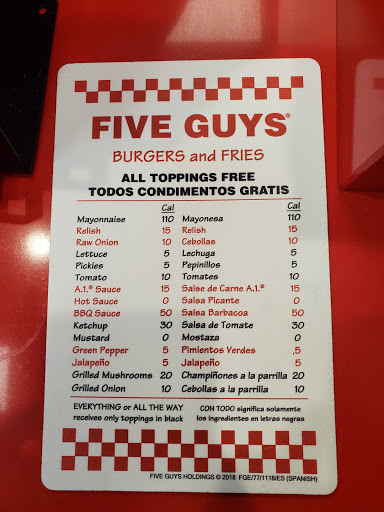 FIVE GUYS®
BURGERS and FRIES
ALL TOPPINGS FREE
TODOS CONDIMENTOS GRATIS
Cal Cal
Mayonnaise 110 Mayonesa 110
Relish 15 Relish 15
Raw Onion 10 Cebollas 10
Lettuce 5 Lechuga 5
Pickles 5 Pepinillos 5
Tomato 10 Tomates 10
A.1.® Sauce 15 Salse de Carne A.1.® 15
Hot Sauce 0 Salsa Picante 0
BBQ Sauce 50 Salsa Barbacoa 50
Ketchup 30 Salsa de Tomate 30
Mustard 0 Mostaza 0
Green Pepper 5 Pimientos Verdes .5
Jalapeño 5 Jalapeño 5
Grilled Mushrooms 20 Champiñones a la parrilla 20
Grilled Onion 10 Cebollas a la parrilla 10
EVERYTHING or ALL THE WAY CON TODO significa solamente
receives only toppings in black los ingredientes en letras negras
FIVE GUYS HOLDINGS © 2018 FGE/77/1118/ES (SPANISH)